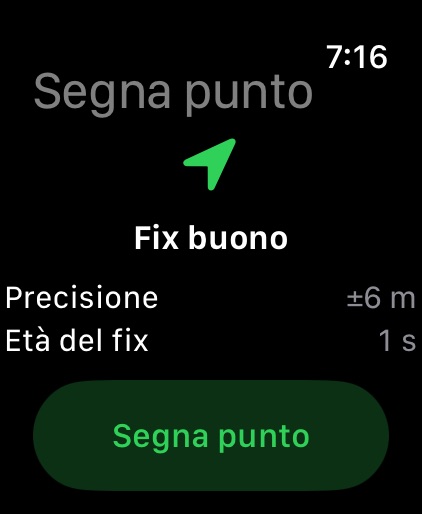 7:16
Segna punto
Fix buono
Precisione ±6 m
Età del fix 1 s
Segna punto